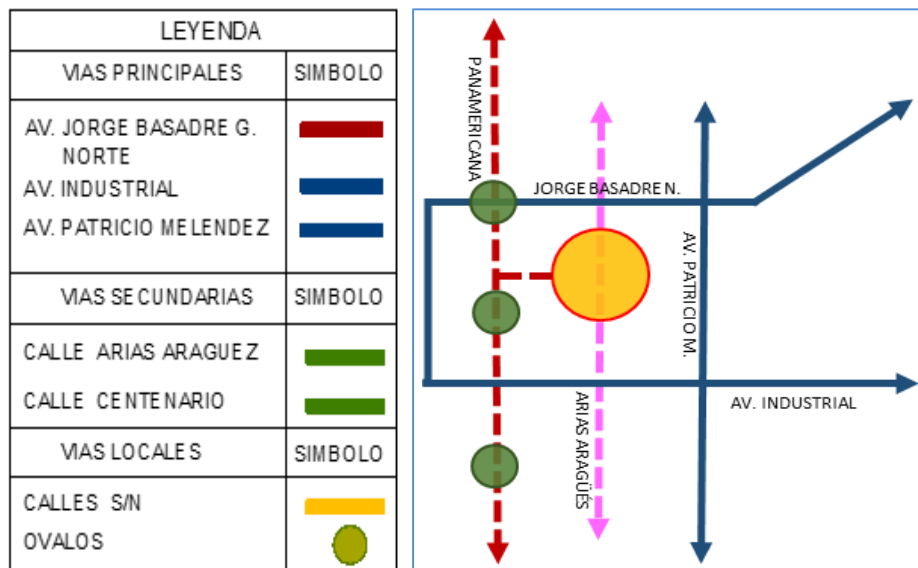 LEYENDA
VIAS PRINCIPALES
SIMBOLO
AV. JORGE BASADRE G.
NORTE
AV. INDUSTRIAL
AV. PATRICIO MELENDEZ
VIAS SECUNDARIAS
SIMBOLO
CALLE ARIAS ARAGUEZ
CALLE CENTENARIO
VIAS LOCALES
SIMBOLO
CALLES S/N
OVALOS
PANAMERICANA
JORGE BASADRE N.
AV. PATRICIO M.
AV. INDUSTRIAL
ARIAS ARAGÜÉS